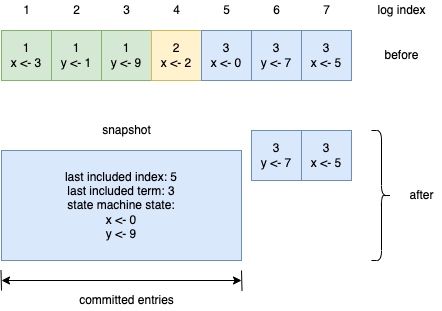 1 2 3 4 5 6 7 log index
1 1 1 2 3 3 3
x <- 3 y <- 1 y <- 9 x <- 2 x <- 0 y <- 7 x <- 5
before
snapshot
3 3
y <- 7 x <- 5
last included index: 5
last included term: 3
state machine state:
x <- 0
y <- 9
after
committed entries